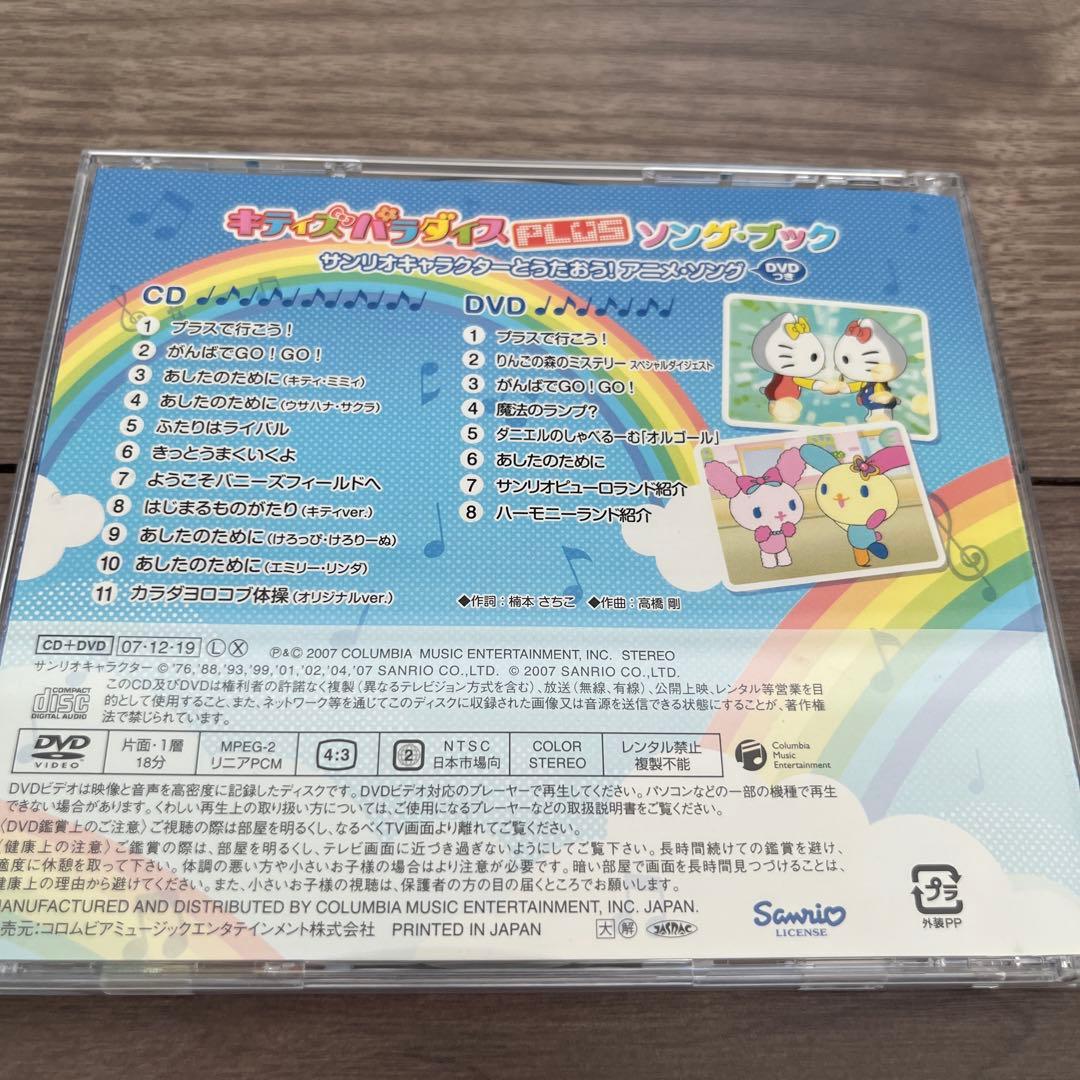 キティズパラダイス PLUS ソング・ブック
サンリオキャラクターとうたおう!アニメ・ソング DVDつき
CD
1 プラスで行こう!
2 がんばでGO!GO!
3 あしたのために(キティ・ミミィ)
4 あしたのために(ウサハナ・サクラ)
5 ふたりはライバル
6 きっとうまくいくよ
7 ようこそバニーズフィールドへ
8 はじまるものがたり(キティver.)
9 あしたのために(けろっぴ・けろりーぬ)
10 あしたのために(エミリー・リンダ)
11 カラダヨロコブ体操(オリジナルver.)
DVD
1 プラスで行こう!
2 りんごの森のミステリー スペシャルダイジェスト
3 がんばでGO!GO!
4 魔法のランプ?
5 ダニエルのしゃべるーむ「オルゴール」
6 あしたのために
7 サンリオピューロランド紹介
8 ハーモニーランド紹介
◆作詞:楠本 さちこ ◆作曲:高橋 剛
CD+DVD 07・12・19 L X ℗&© 2007 COLUMBIA MUSIC ENTERTAINMENT, INC. STEREO
サンリオキャラクター © '76,'88,'93,'99,'01,'02,'04,'07 SANRIO CO.,LTD. © 2007 SANRIO CO.,LTD.
COMPACT disc DIGITAL AUDIO
このCD及びDVDは権利者の許諾なく複製(異なるテレビジョン方式を含む)、放送(無線、有線)、公開上映、レンタル等営業を目
的として使用すること、また、ネットワーク等を通じてこのディスクに収録された画像又は音源を送信できる状態にすることが、著作権
法で禁じられています。
DVD VIDEO 片面・1層 18分 MPEG-2 リニアPCM 4:3 2 NTSC 日本市場向 COLOR STEREO レンタル禁止 複製不能 Columbia Music Entertainment
DVDビデオは映像と音声を高密度に記録したディスクです。DVDビデオ対応のプレーヤーで再生してください。パソコンなどの一部の機種で再生
できない場合があります。くわしい再生上の取り扱い方については、ご使用になるプレーヤーなどの取扱説明書をご覧ください。
〈DVD鑑賞上のご注意〉ご視聴の際は部屋を明るくし、なるべくTV画面より離れてご覧ください。
健康上の注意〉ご鑑賞の際は、部屋を明るくし、テレビ画面に近づき過ぎないようにしてご覧下さい。長時間続けての鑑賞を避け、
適度に休憩を取って下さい。体調の悪い方や小さいお子様の場合はより注意が必要です。暗い部屋で画面を長時間見つづけることは、
健康上の理由から避けてください。また、小さいお子様の視聴は、保護者の方の目の届くところでお願いします。
MANUFACTURED AND DISTRIBUTED BY COLUMBIA MUSIC ENTERTAINMENT, INC. JAPAN.
売元:コロムビアミュージックエンタテインメント株式会社 PRINTED IN JAPAN
大 解 JASRAC
Sanrio LICENSE
プラ
外装PP